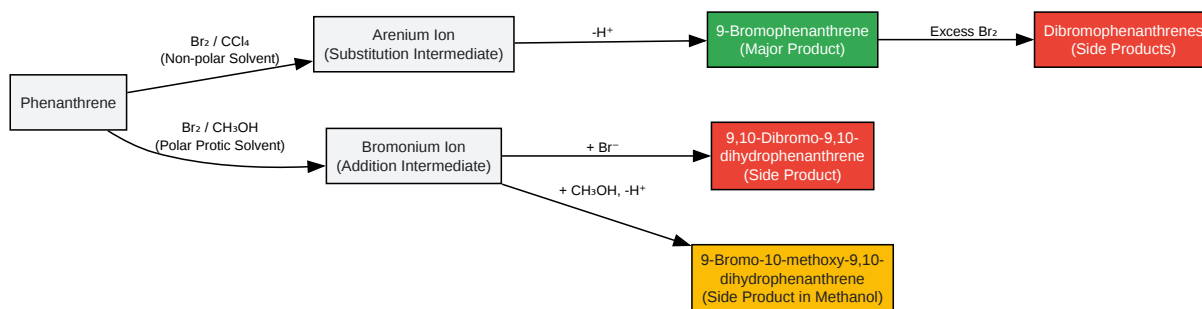 Phenanthrene
Br₂ / CCl₄
(Non-polar Solvent)
Arenium Ion
(Substitution Intermediate)
-H⁺
9-Bromophenanthrene
(Major Product)
Excess Br₂
Dibromophenanthrenes
(Side Products)
Br₂ / CH₃OH
(Polar Protic Solvent)
Bromonium Ion
(Addition Intermediate)
+ Br⁻
9,10-Dibromo-9,10-
dihydrophenanthrene
(Side Product)
+ CH₃OH, -H⁺
9-Bromo-10-methoxy-9,10-
dihydrophenanthrene
(Side Product in Methanol)